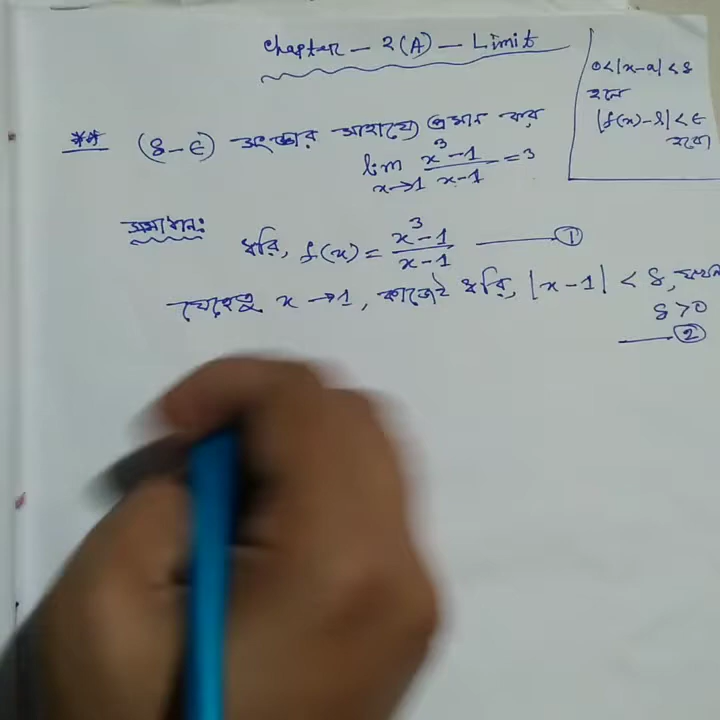 Chapter – 2(A) – Limit
0<|x-a|<δ
হলে
|f(x)-l|<ϵ
হবে।
** (δ-ϵ) সংজ্ঞার সাহায্যে প্রমান কর
lim x→1 (x³-1)/(x-1) = 3
সমাধান:
ধরি, f(x) = (x³-1)/(x-1) ——— ①
যেহেতু x→1, কাজেই ধরি, |x-1| < δ, যখন
δ>0
——— ②